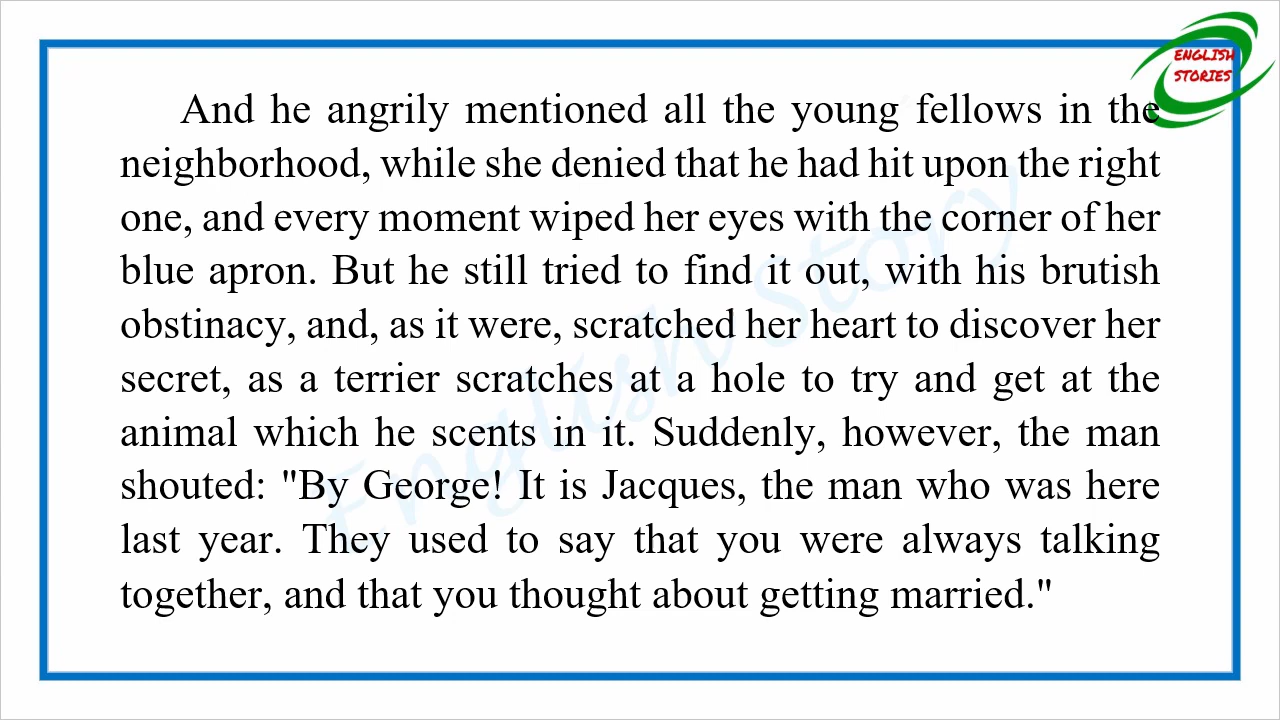 ENGLISH
STORIES
And he angrily mentioned all the young fellows in the
neighborhood, while she denied that he had hit upon the right
one, and every moment wiped her eyes with the corner of her
blue apron. But he still tried to find it out, with his brutish
obstinacy, and, as it were, scratched her heart to discover her
secret, as a terrier scratches at a hole to try and get at the
animal which he scents in it. Suddenly, however, the man
shouted: "By George! It is Jacques, the man who was here
last year. They used to say that you were always talking
together, and that you thought about getting married."
English Story